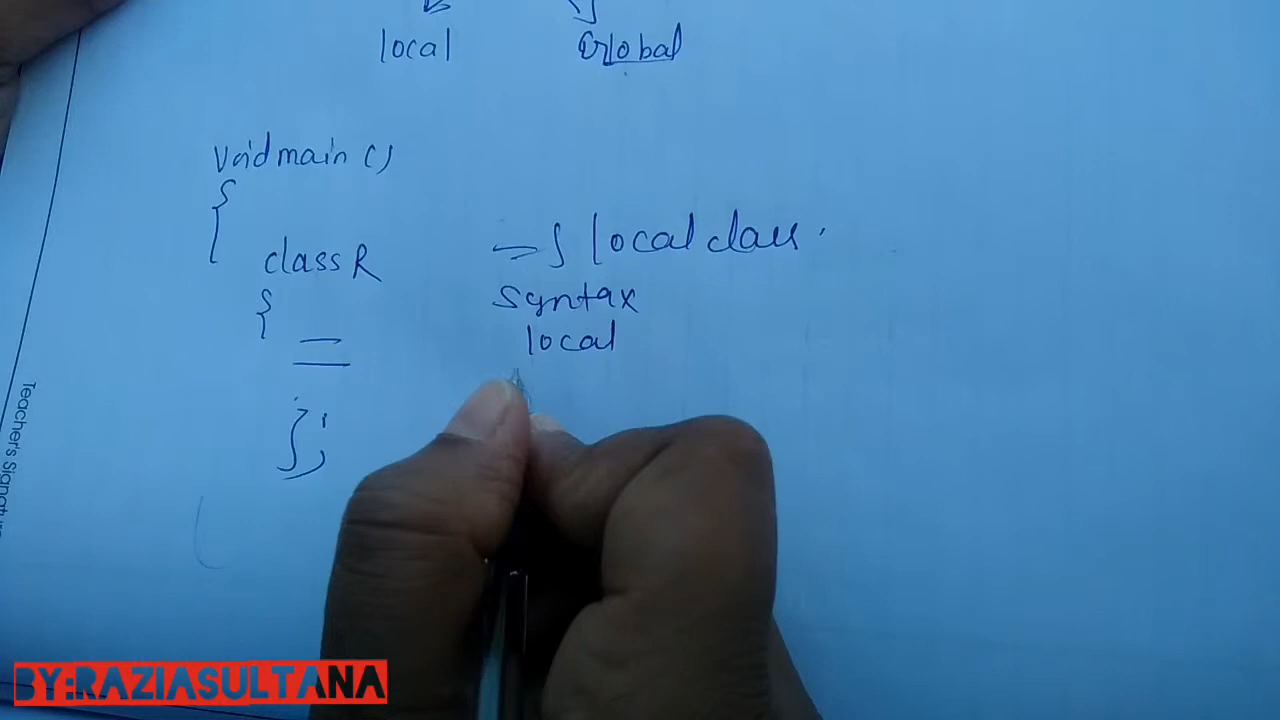 local Global
void main ()
{
class R => local class.
{ syntax
local
};
Teacher's Signature
BY:RAZIASULTANA